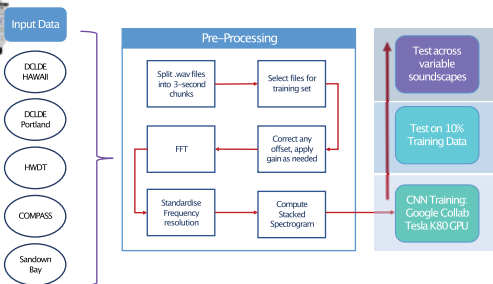 Input Data
DCLDE
HAWAII
DCLDE
Portland
HWDT
COMPASS
Sandown
Bay
Pre-Processing
Split .wav files
into 3-second
chunks
Select files for
training set
FFT
Correct any
offset, apply
gain as needed
Standardise
Frequency
resolution
Compute
Stacked
Spectrogram
Test across
variable
soundscapes
Test on 10%
Training Data
CNN Training:
Google Collab
Tesla K80 GPU